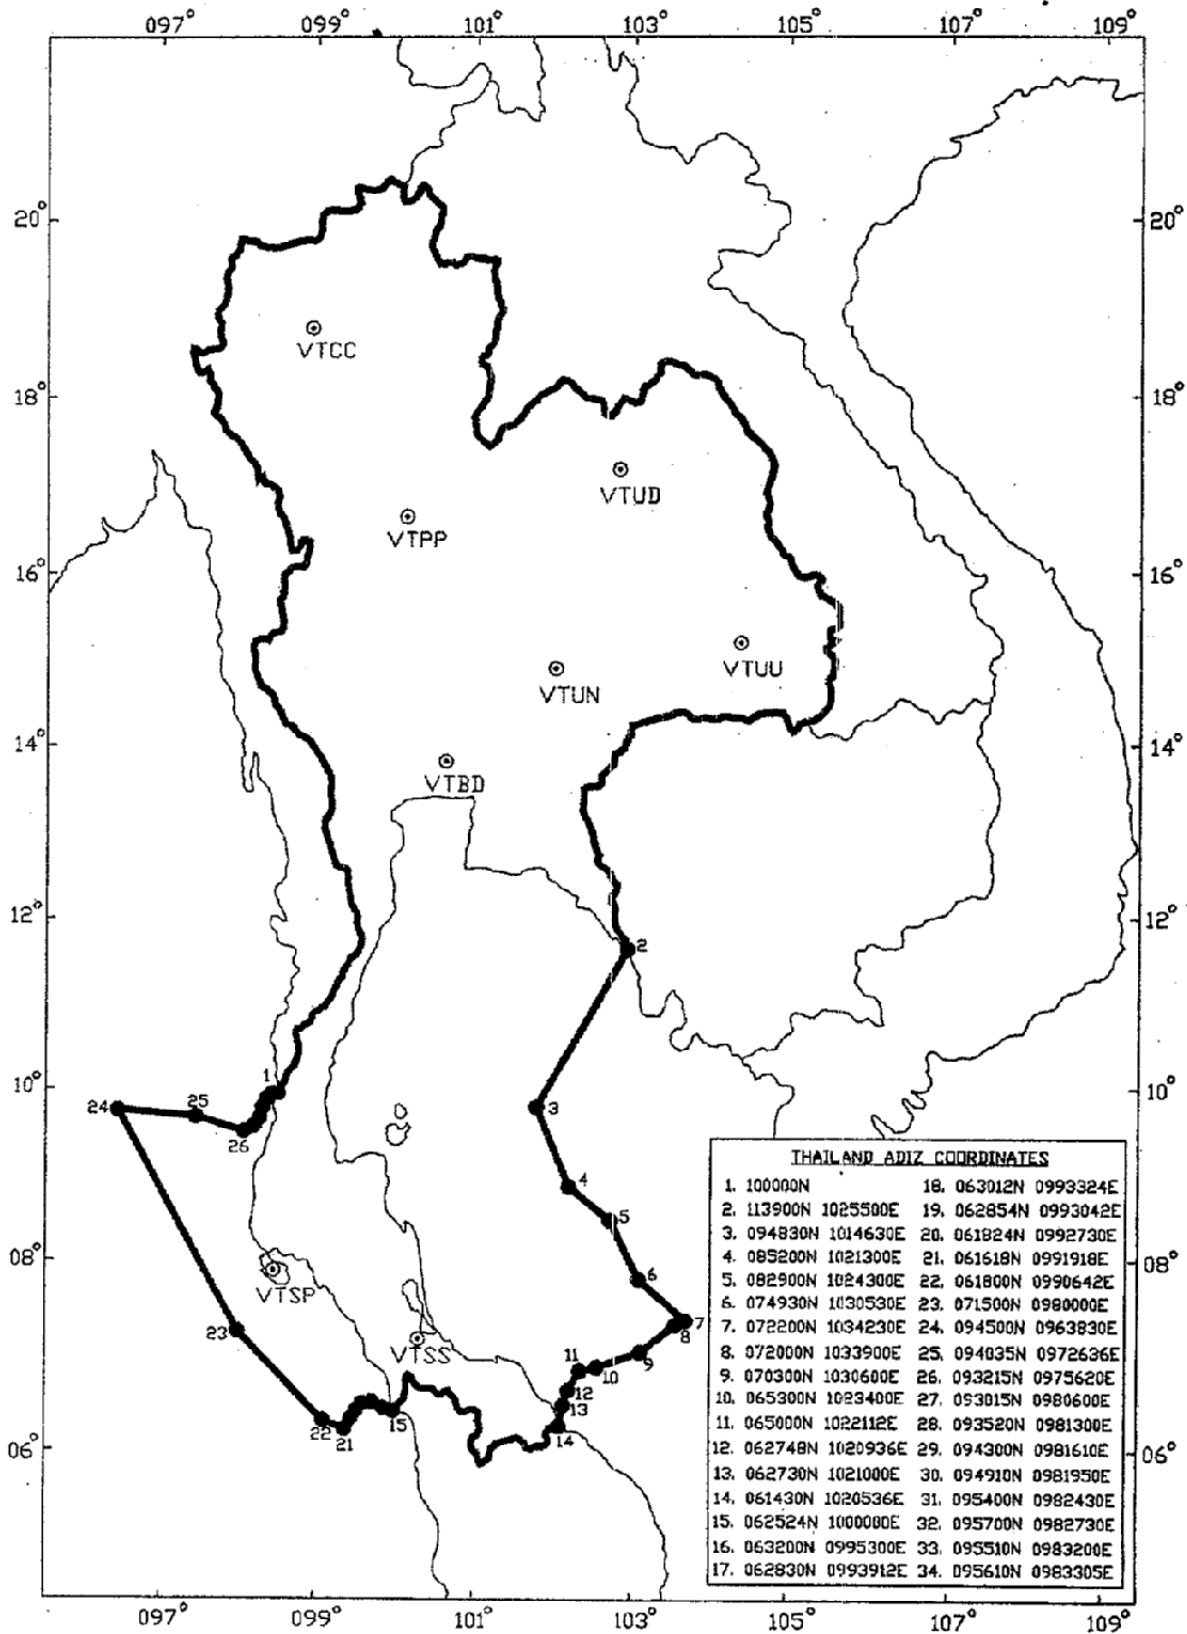 097° 099° 101° 103° 105° 107° 109°
20° 20°
VTCC
18° 18°
VTUD
VTPP
16° 16°
VTUU
VTUN
14° 14°
VTBD
12° 12°
2
10° 1 10°
24 25 3
26
4
5
08° 08°
VTSP 6
23 7
8
VTSS 9
11 10
12
13
22 15 14
21
06° 06°
THAILAND ADIZ COORDINATES
1. 100000N 18. 063012N 0993324E
2. 113900N 1025500E 19. 062854N 0993042E
3. 094830N 1014630E 20. 061824N 0992730E
4. 085200N 1021300E 21. 061618N 0991918E
5. 082900N 1024300E 22. 061800N 0990642E
6. 074930N 1030530E 23. 071500N 0980000E
7. 072200N 1034230E 24. 094500N 0963830E
8. 072000N 1033900E 25. 094035N 0972636E
9. 070300N 1030600E 26. 093215N 0975620E
10. 065300N 1023400E 27. 093015N 0980600E
11. 065000N 1022112E 28. 093520N 0981300E
12. 062748N 1020936E 29. 094300N 0981610E
13. 062730N 1021000E 30. 094910N 0981950E
14. 061430N 1020536E 31. 095400N 0982430E
15. 062524N 1000000E 32. 095700N 0982730E
16. 063200N 0995300E 33. 095510N 0983200E
17. 062830N 0993912E 34. 095610N 0983305E
097° 099° 101° 103° 105° 107° 109°